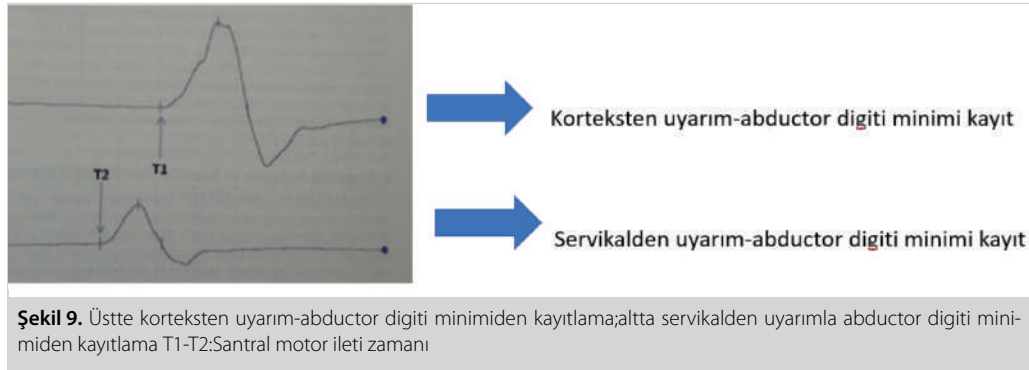 T2
T1
Korteksten uyarım-abductor digiti minimi kayıt
Servikalden uyarım-abductor digiti minimi kayıt
Şekil 9. Üstte korteksten uyarım-abductor digiti minimiden kayıtlama;altta servikalden uyarımla abductor digiti mini-
miden kayıtlama T1-T2:Santral motor ileti zamanı